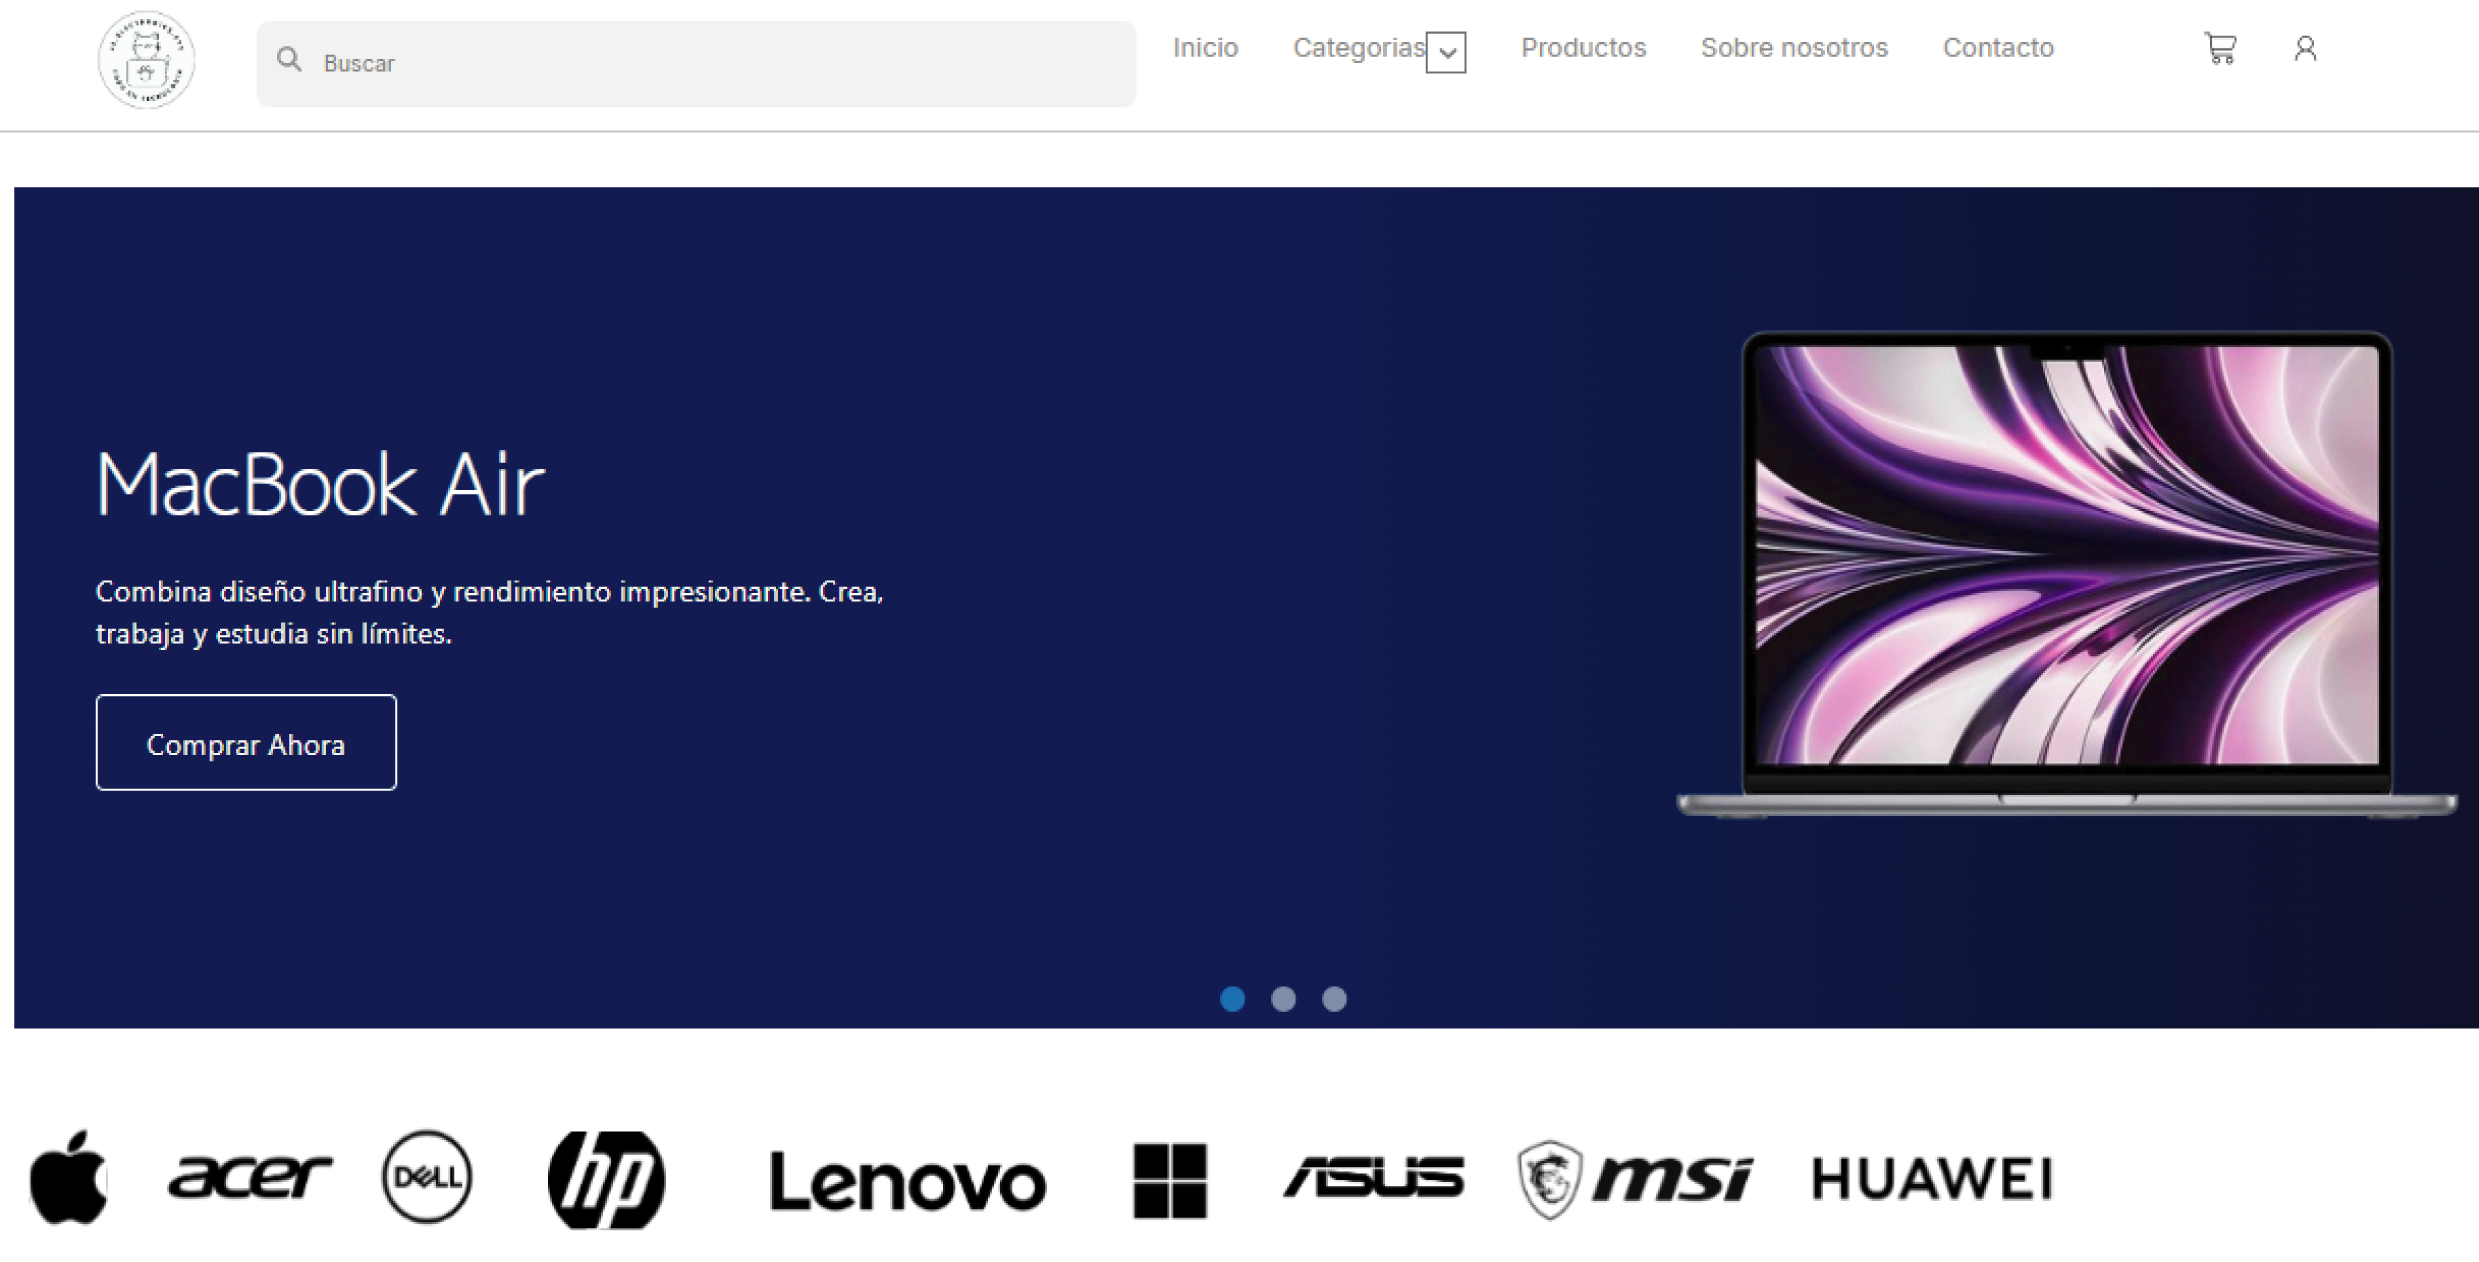 Buscar
Inicio
Categorias
Productos
Sobre nosotros
Contacto
MacBook Air
Combina diseño ultrafino y rendimiento impresionante. Crea,
trabaja y estudia sin límites.
Comprar Ahora
acer
DELL
hp
Lenovo
ASUS
msi
HUAWEI